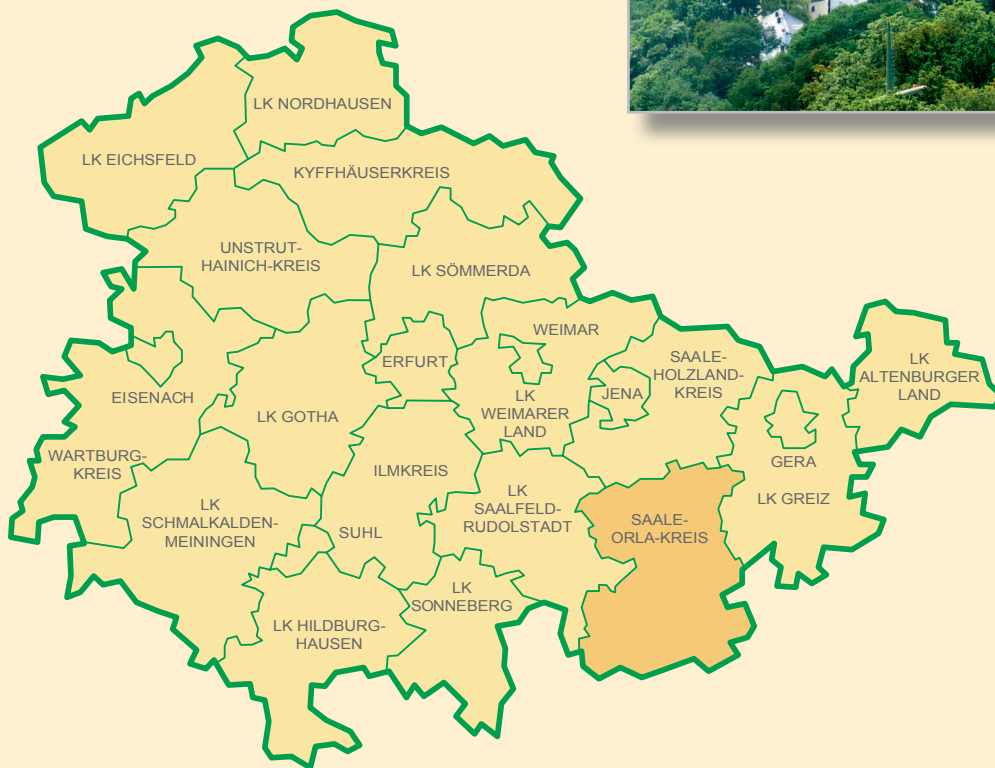 LK NORDHAUSEN
LK EICHSFELD
KYFFHÄUSERKREIS
UNSTRUT-
HAINICH-KREIS
LK SÖMMERDA
WEIMAR
ERFURT
SAALE-
HOLZLAND-
KREIS
LK
ALTENBURGER
LAND
EISENACH
LK GOTHA
LK
WEIMARER
LAND
JENA
WARTBURG-
KREIS
ILMKREIS
GERA
LK GREIZ
LK
SCHMALKALDEN-
MEININGEN
SUHL
LK
SAALFELD-
RUDOLSTADT
SAALE-
ORLA-KREIS
LK
SONNEBERG
LK HILDBURG-
HAUSEN